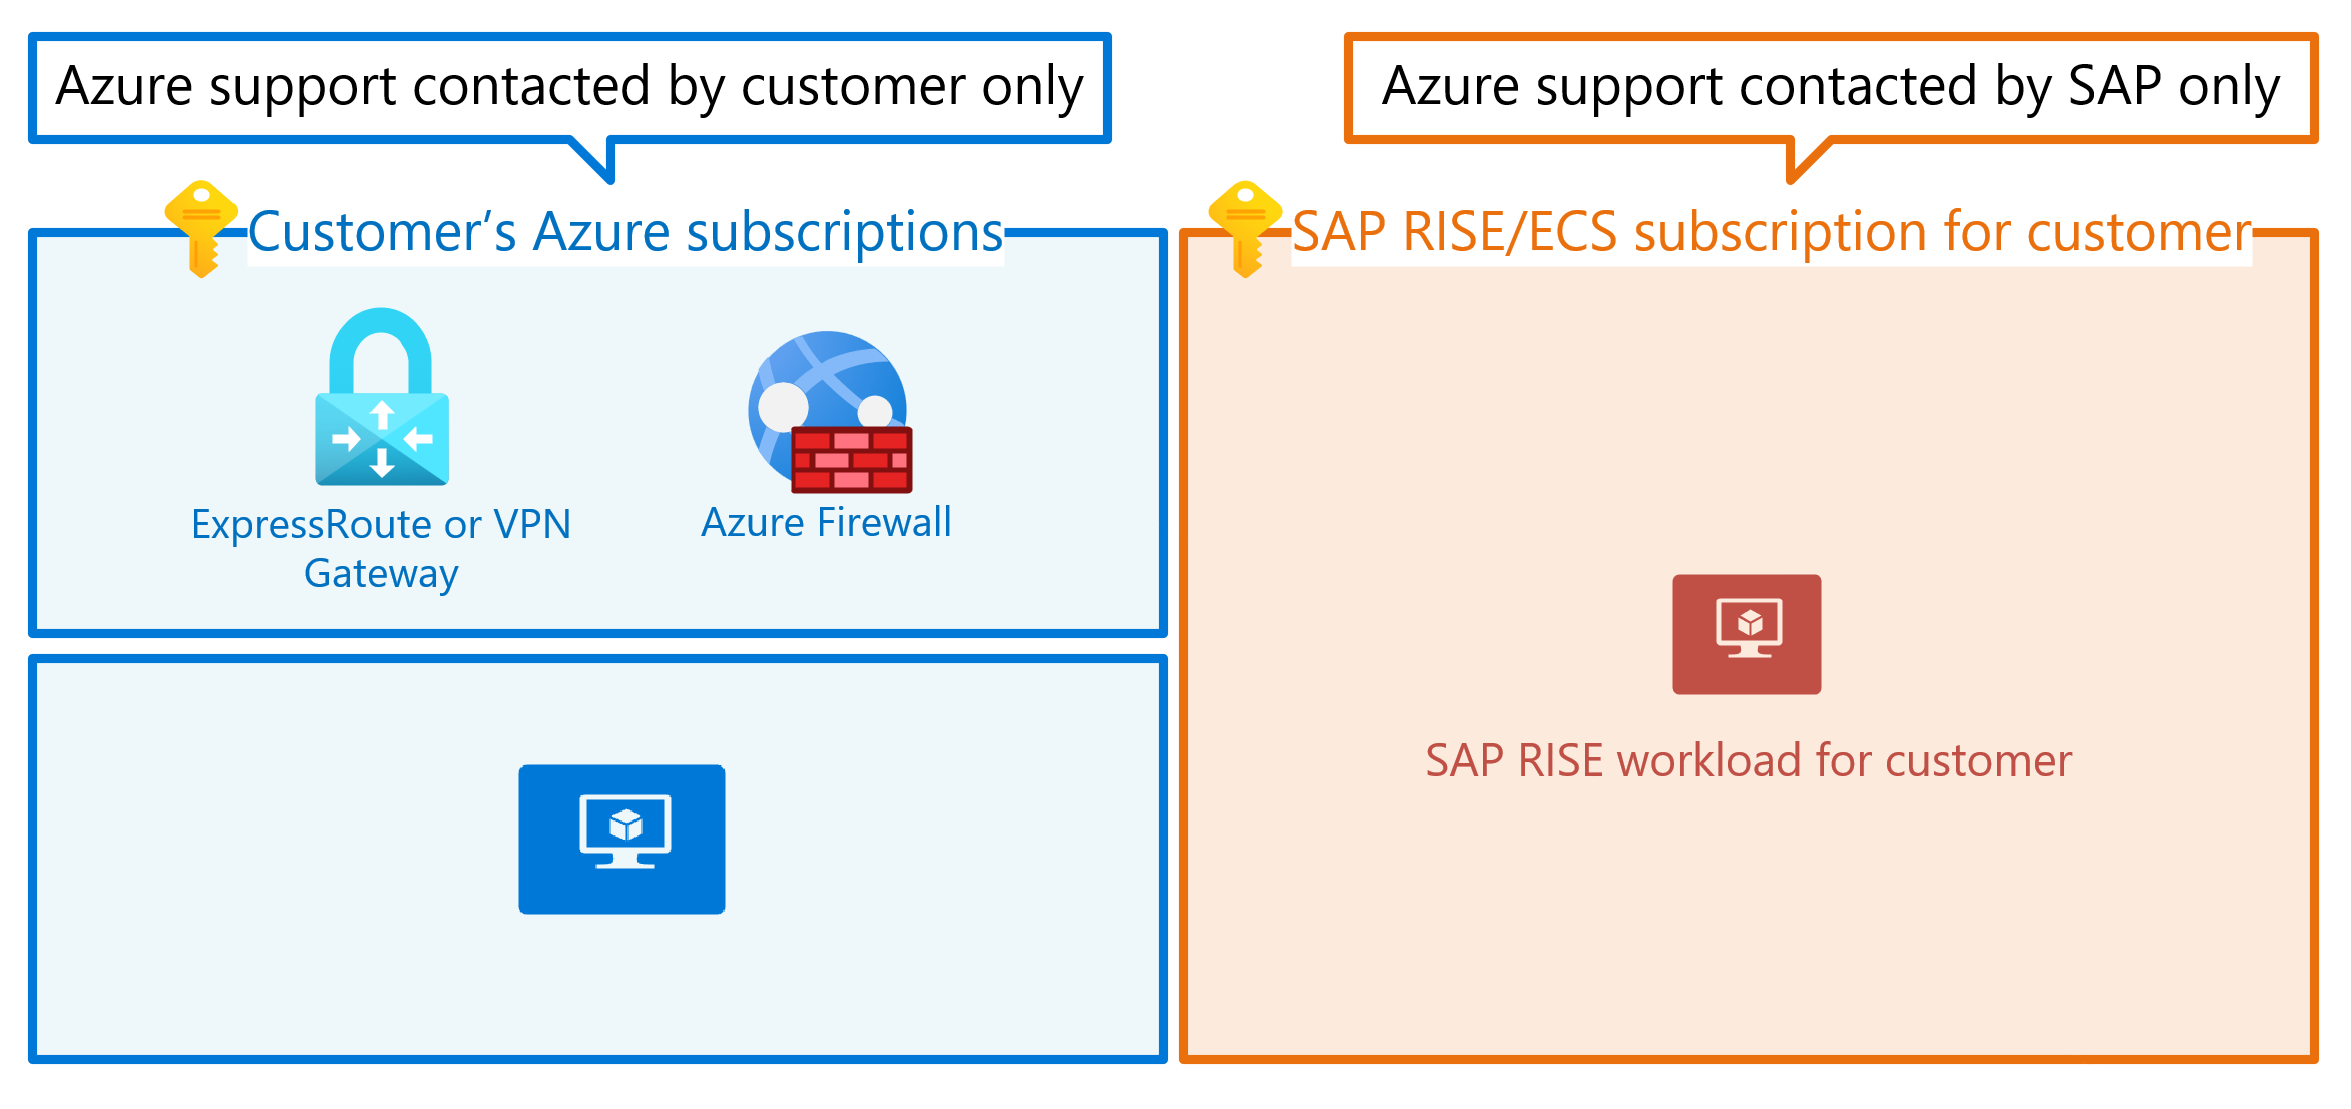 Azure support contacted by customer only
Azure support contacted by SAP only
Customer’s Azure subscriptions
SAP RISE/ECS subscription for customer
ExpressRoute or VPN
Gateway
Azure Firewall
SAP RISE workload for customer